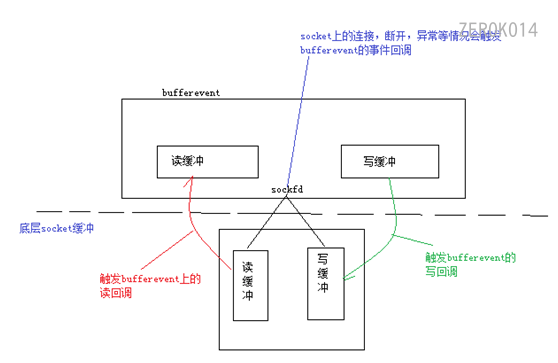 ZEROK014
socket上的连接，断开，异常等情况会触发
bufferevent的事件回调
bufferevent
读缓冲
写缓冲
sockfd
底层socket缓冲
读
缓
冲
写
缓
冲
触发bufferevent上的
读回调
触发bufferevent的
写回调